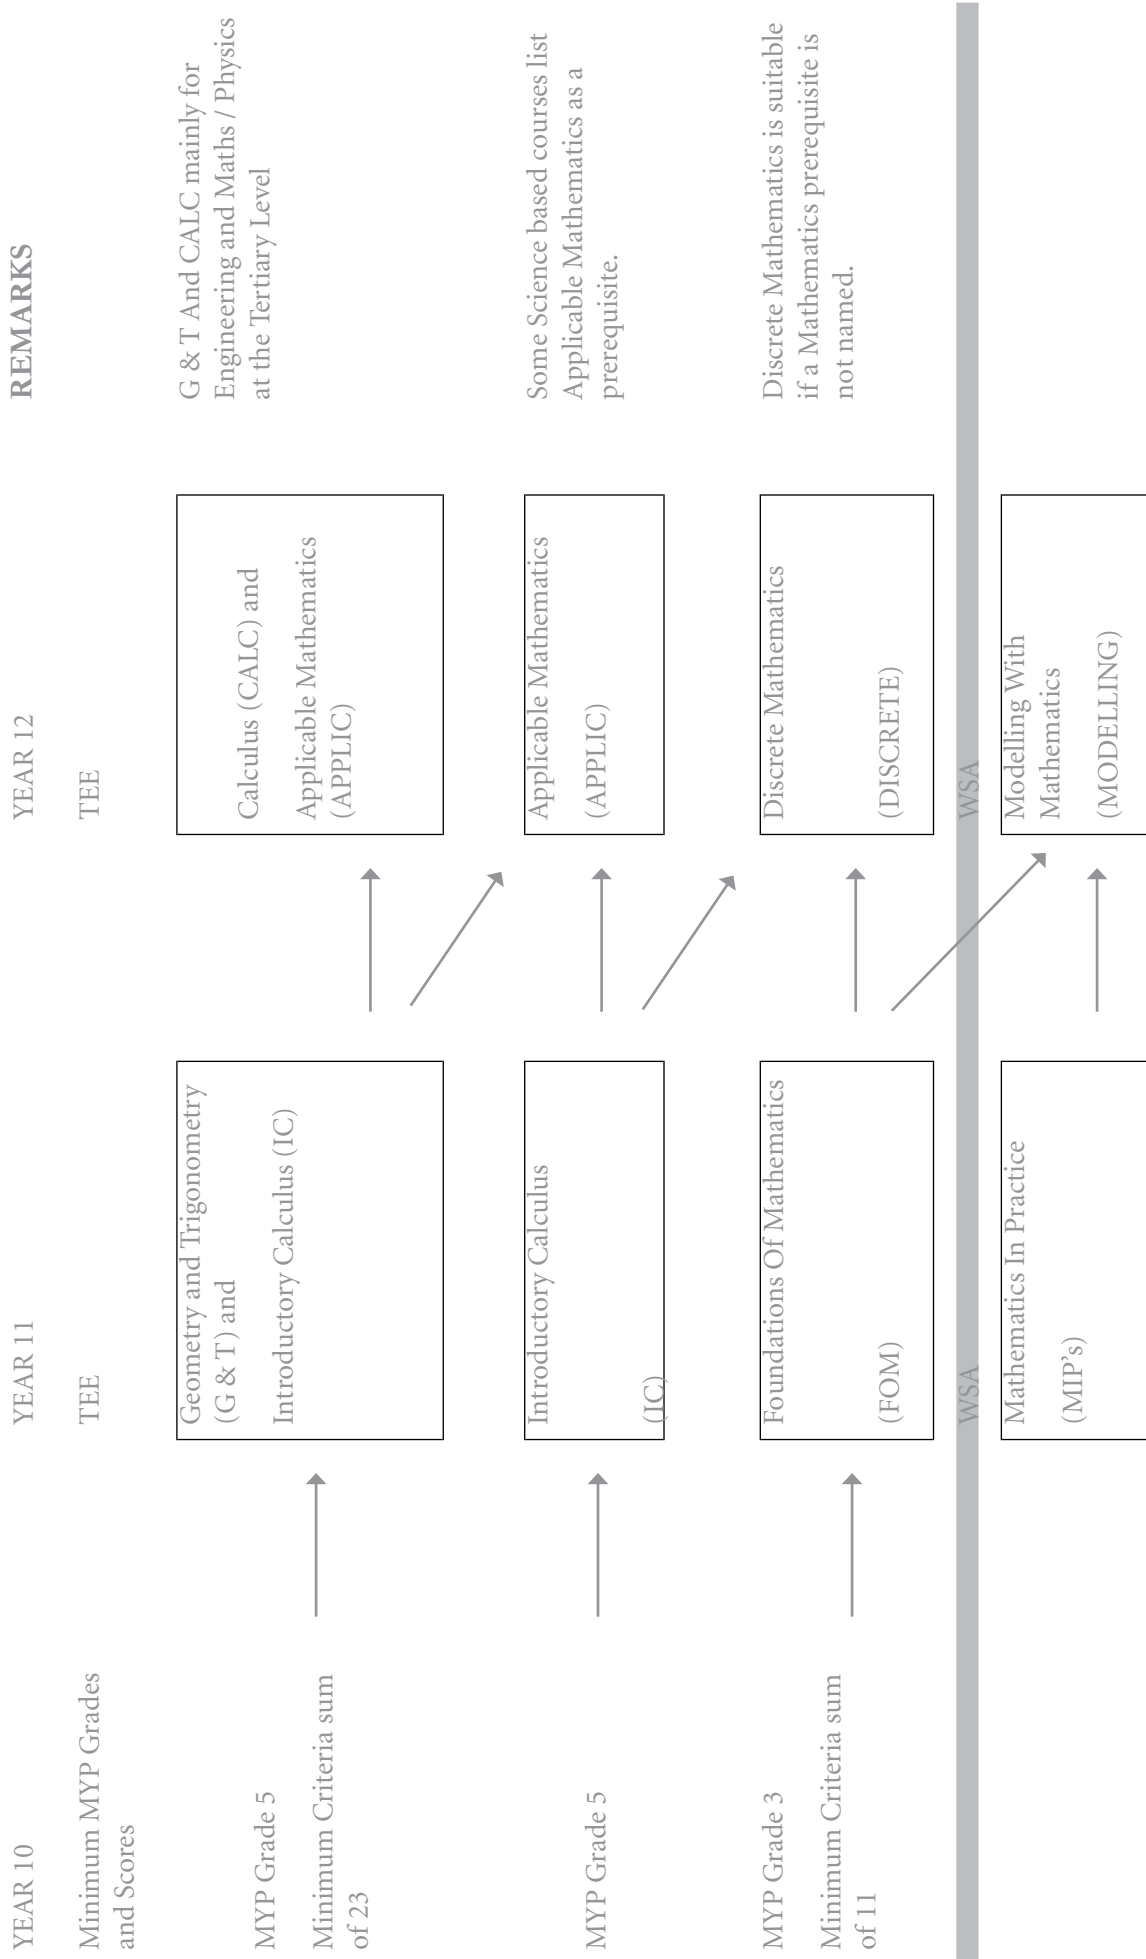 YEAR 10
YEAR 11
YEAR 12
REMARKS
Minimum MYP Grades
and Scores
TEE
TEE
MYP Grade 5
Minimum Criteria sum
of 23
Geometry and Trigonometry
(G & T) and
Introductory Calculus (IC)
Calculus (CALC) and
Applicable Mathematics
(APPLIC)
G & T And CALC mainly for
Engineering and Maths / Physics
at the Tertiary Level
MYP Grade 5
Introductory Calculus
(IC)
Applicable Mathematics
(APPLIC)
Some Science based courses list
Applicable Mathematics as a
prerequisite.
MYP Grade 3
Minimum Criteria sum
of 11
Foundations Of Mathematics
(FOM)
Discrete Mathematics
(DISCRETE)
Discrete Mathematics is suitable
if a Mathematics prerequisite is
not named.
WSA
WSA
Mathematics In Practice
(MIP's)
Modelling With
Mathematics
(MODELLING)